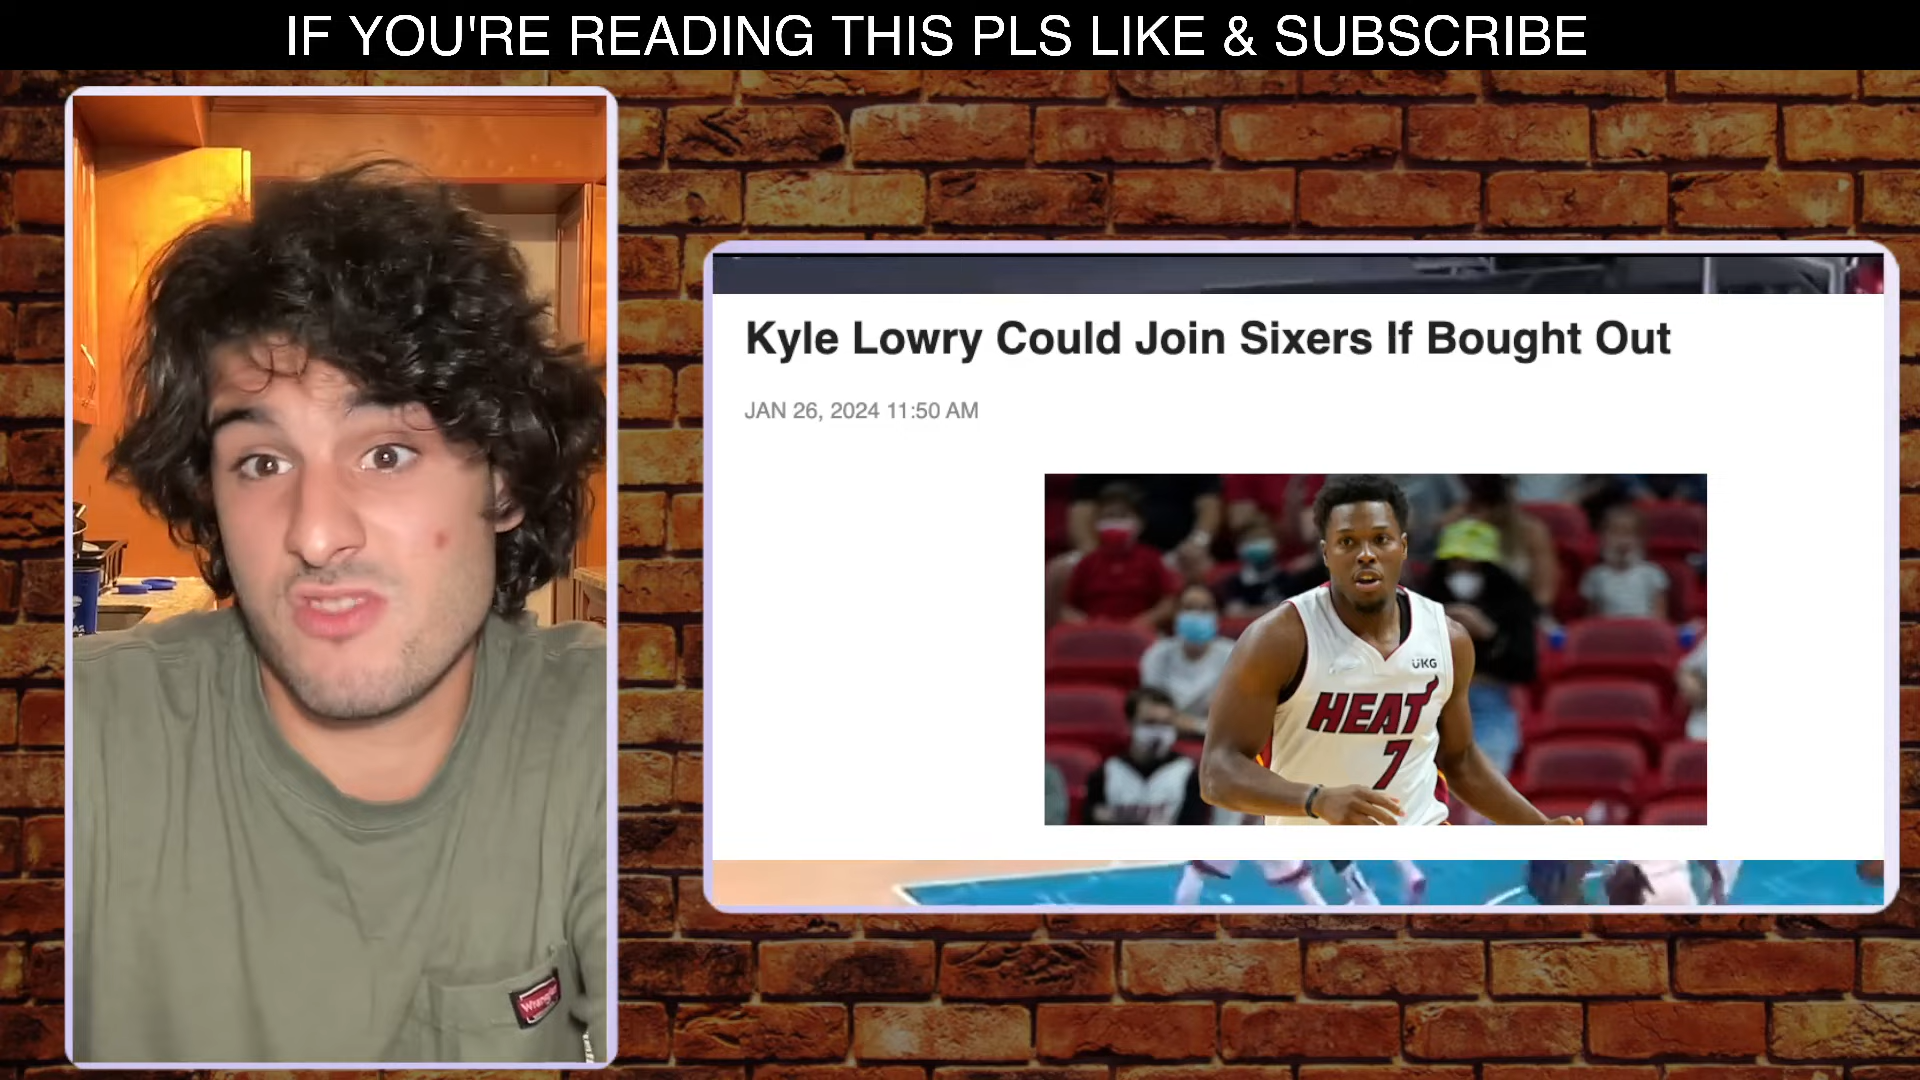 IF YOU'RE READING THIS PLS LIKE & SUBSCRIBE
Kyle Lowry Could Join Sixers If Bought Out
JAN 26, 2024 11:50 AM
UKG
HEAT
7
Wrangler